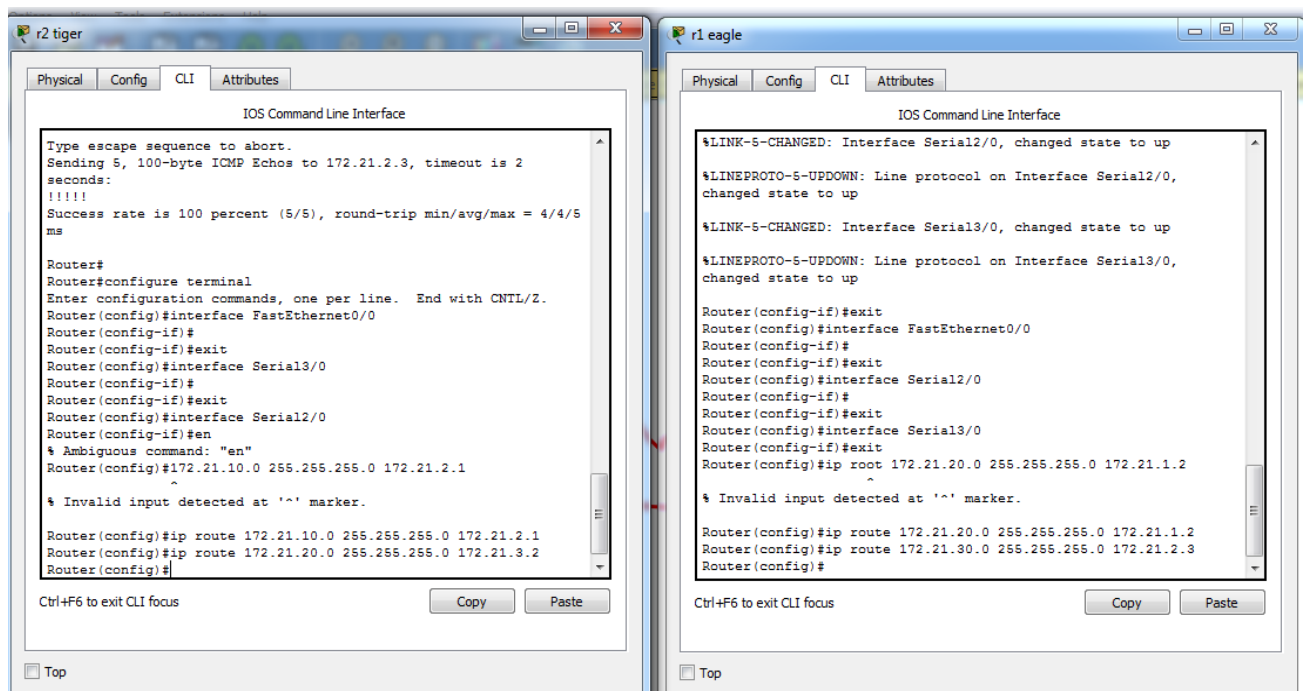 r2 tiger
Physical Config CLI Attributes
IOS Command Line Interface
Type escape sequence to abort.
Sending 5, 100-byte ICMP Echos to 172.21.2.3, timeout is 2
seconds:
!!!!!
Success rate is 100 percent (5/5), round-trip min/avg/max = 4/4/5
ms
Router#
Router#configure terminal
Enter configuration commands, one per line.  End with CNTL/Z.
Router(config)#interface FastEthernet0/0
Router(config-if)#
Router(config-if)#exit
Router(config)#interface Serial3/0
Router(config-if)#
Router(config-if)#exit
Router(config)#interface Serial2/0
Router(config-if)#en
% Ambiguous command: "en"
Router(config)#172.21.10.0 255.255.255.0 172.21.2.1
^
% Invalid input detected at '^' marker.
Router(config)#ip route 172.21.10.0 255.255.255.0 172.21.2.1
Router(config)#ip route 172.21.20.0 255.255.255.0 172.21.3.2
Router(config)#
Ctrl+F6 to exit CLI focus
Copy Paste
Top
r1 eagle
Physical Config CLI Attributes
IOS Command Line Interface
%LINK-5-CHANGED: Interface Serial2/0, changed state to up
%LINEPROTO-5-UPDOWN: Line protocol on Interface Serial2/0,
changed state to up
%LINK-5-CHANGED: Interface Serial3/0, changed state to up
%LINEPROTO-5-UPDOWN: Line protocol on Interface Serial3/0,
changed state to up
Router(config-if)#exit
Router(config)#interface FastEthernet0/0
Router(config-if)#
Router(config-if)#exit
Router(config)#interface Serial2/0
Router(config-if)#
Router(config-if)#exit
Router(config)#interface Serial3/0
Router(config-if)#exit
Router(config)#ip root 172.21.20.0 255.255.255.0 172.21.1.2
^
% Invalid input detected at '^' marker.
Router(config)#ip route 172.21.20.0 255.255.255.0 172.21.1.2
Router(config)#ip route 172.21.30.0 255.255.255.0 172.21.2.3
Router(config)#
Ctrl+F6 to exit CLI focus
Copy Paste
Top